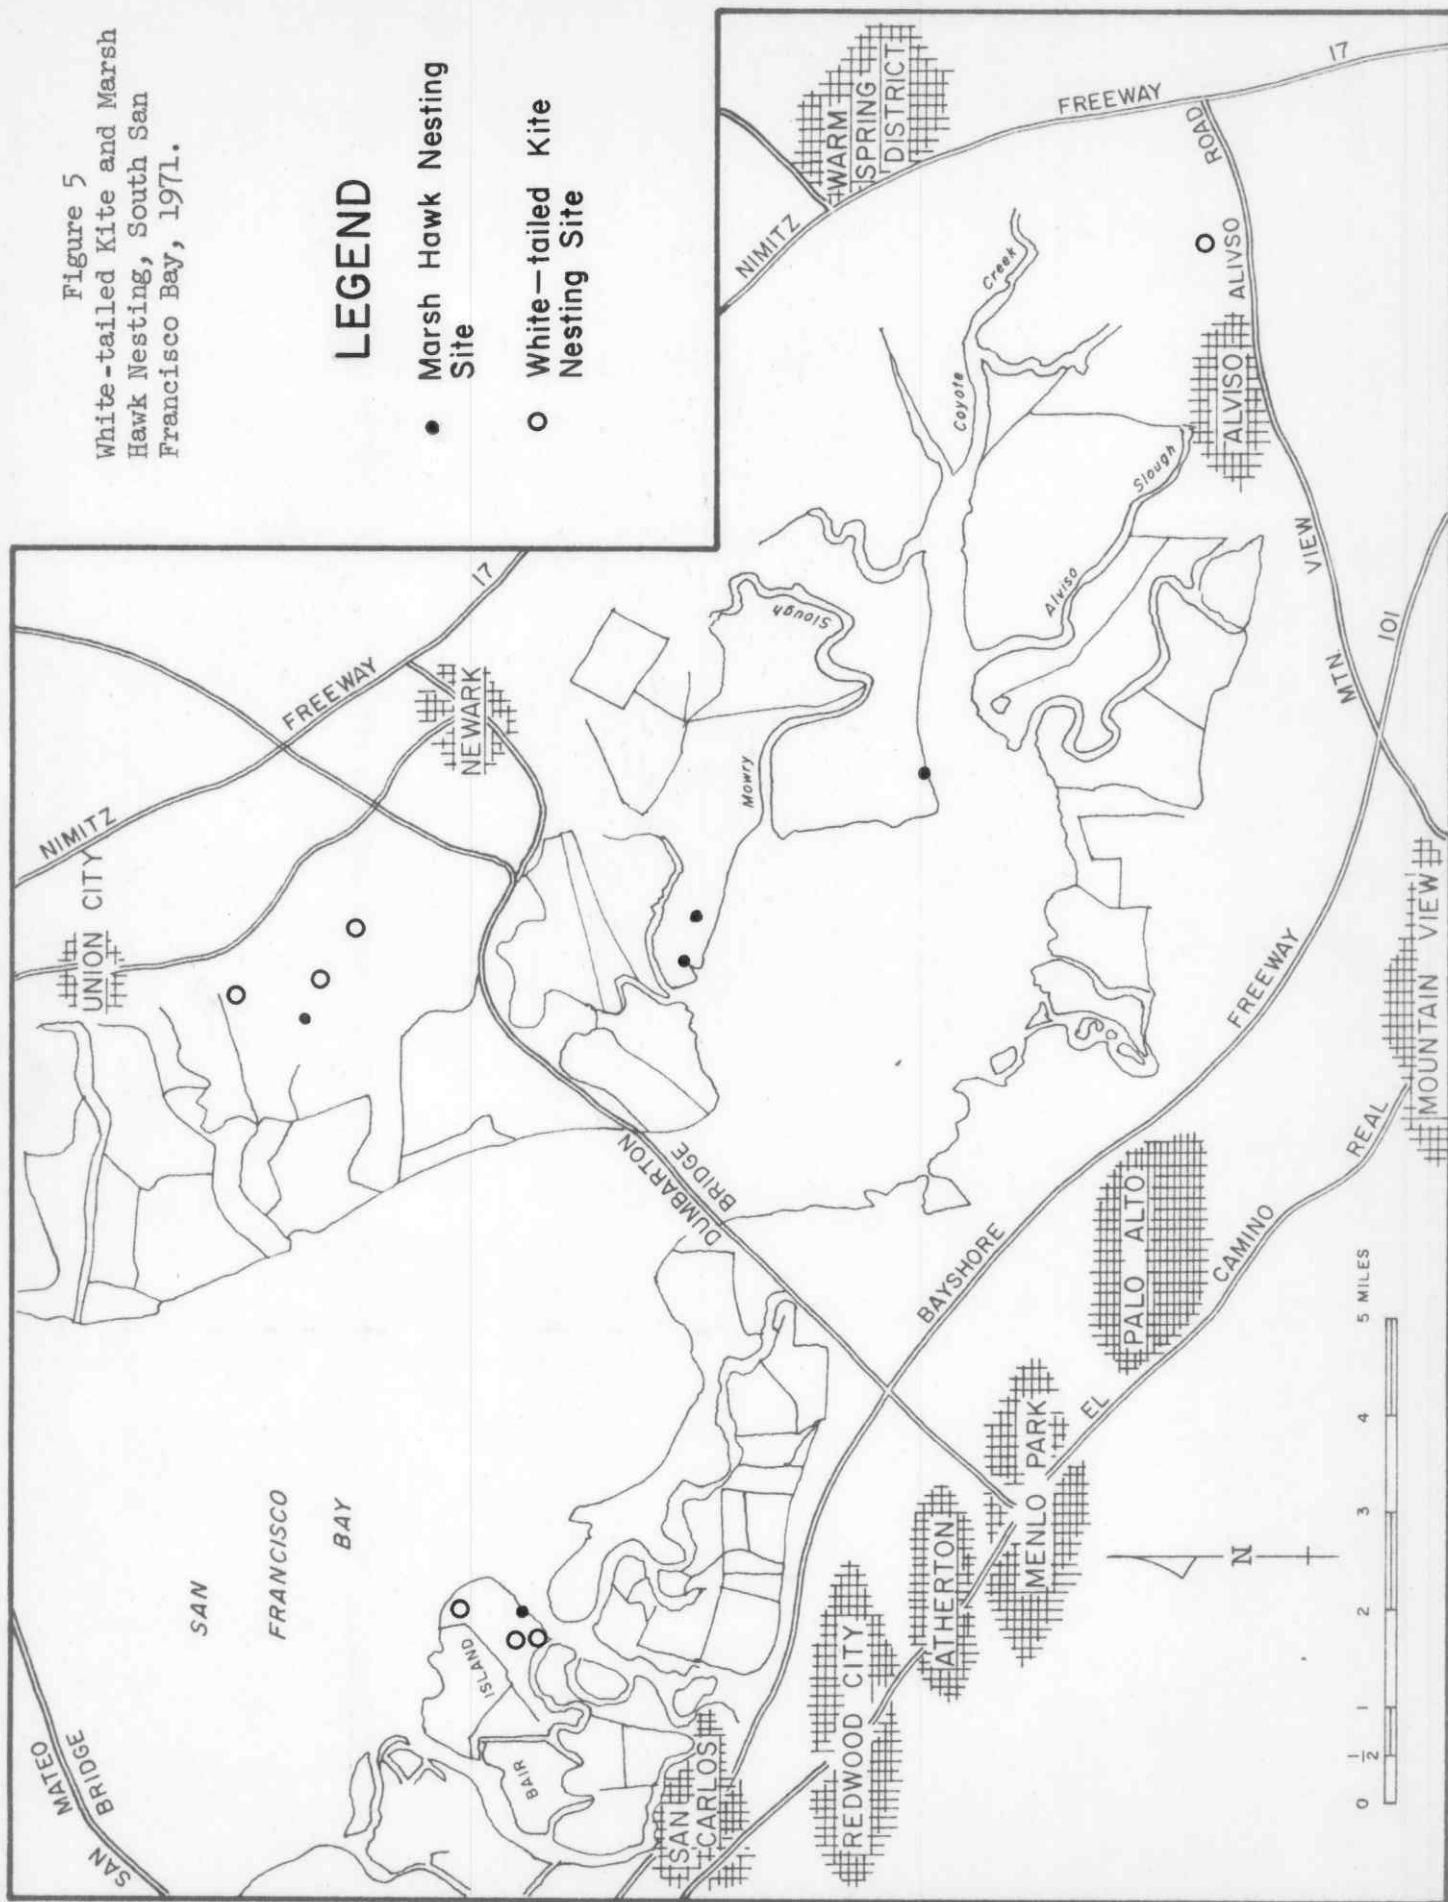 Figure 5
White-tailed Kite and Marsh
Hawk Nesting, South San
Francisco Bay, 1971.
LEGEND
Marsh Hawk Nesting
Site
White-tailed Kite
Nesting Site
SAN MATEO
BRIDGE
SAN
FRANCISCO
BAY
UNION CITY
NIMITZ
FREEWAY
17
NEWARK
DUMBARTON
BRIDGE
Mowry
Slough
NIMITZ
FREEWAY
17
WARM
SPRING
DISTRICT
Coyote
Creek
Alviso
Slough
ALVISO
ALIVSO
ROAD
MTN.
VIEW
101
BAIR
ISLAND
SAN
CARLOS
REDWOOD CITY
ATHERTON
MENLO PARK
PALO ALTO
MOUNTAIN VIEW
BAYSHORE
FREEWAY
EL
CAMINO
REAL
N
0 1/2 1 2 3 4 5 MILES